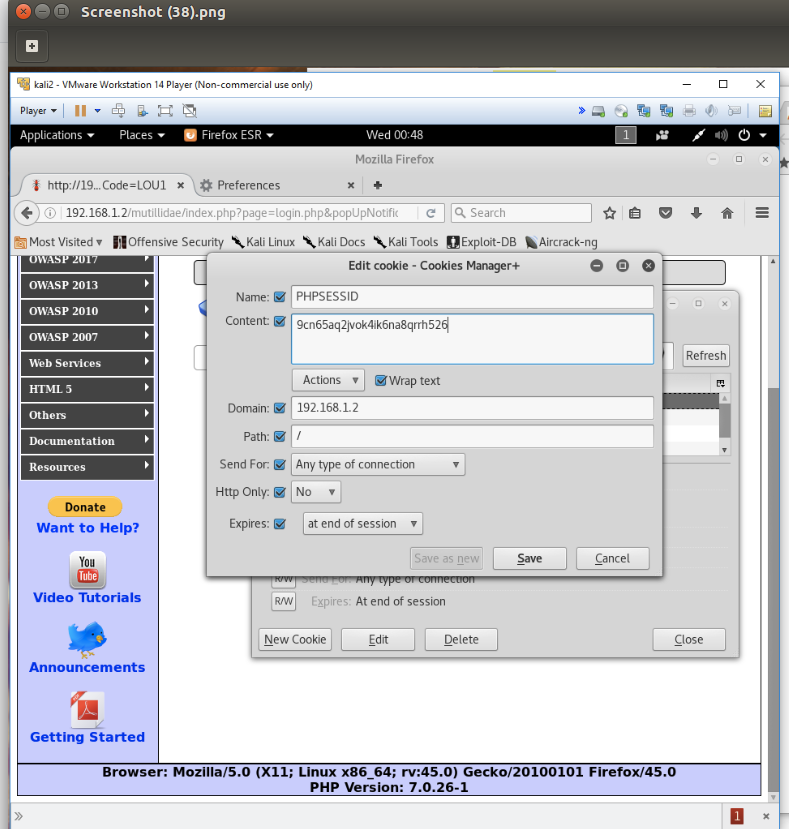 Screenshot (38).png
kali2 - VMware Workstation 14 Player (Non-commercial use only)
Player
Applications Places Firefox ESR Wed 00:48 1
Mozilla Firefox
http://19...Code=LOU1 Preferences
192.168.1.2/mutillidae/index.php?page=login.php&popUpNotific Search
Most Visited Offensive Security Kali Linux Kali Docs Kali Tools Exploit-DB Aircrack-ng
OWASP 2017
OWASP 2013
OWASP 2010
OWASP 2007
Web Services
HTML 5
Others
Documentation
Resources
Donate
Want to Help?
You Tube
Video Tutorials
Announcements
PDF
Getting Started
Edit cookie - Cookies Manager+
Name: PHPSESSID
Content: 9cn65aq2jvok4ik6na8qrrh526
Actions Wrap text
Domain: 192.168.1.2
Path: /
Send For: Any type of connection
Http Only: No
Expires: at end of session
Save as new Save Cancel
Refresh
R/W Send For: Any type of connection
R/W Expires: At end of session
New Cookie Edit Delete Close
Browser: Mozilla/5.0 (X11; Linux x86_64; rv:45.0) Gecko/20100101 Firefox/45.0
PHP Version: 7.0.26-1
1